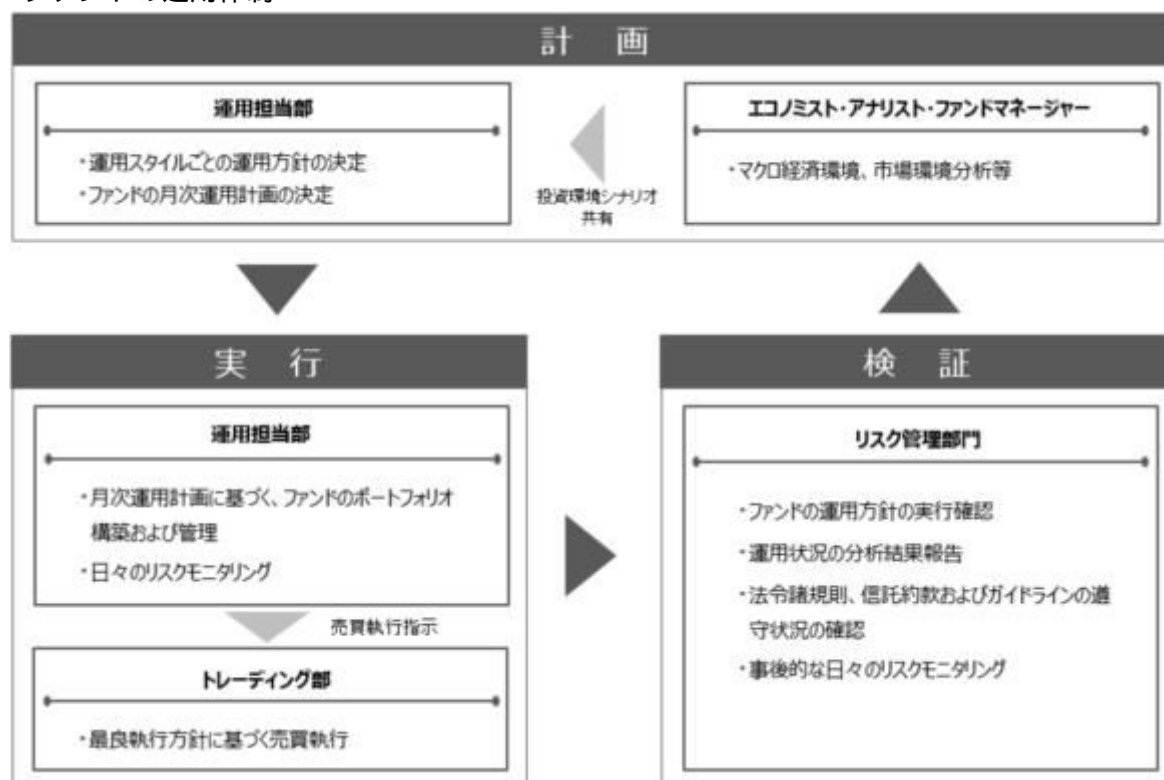 計 画
運用担当部
・運用スタイルごとの運用方針の決定
・ファンドの月次運用計画の決定
投資環境シナリオ
共有
エコノミスト・アナリスト・ファンドマネージャー
・マクロ経済環境、市場環境分析等
実 行
運用担当部
・月次運用計画に基づく、ファンドのポートフォリオ
構築および管理
・日々のリスクモニタリング
売買執行指示
トレーディング部
・最良執行方針に基づく売買執行
検 証
リスク管理部門
・ファンドの運用方針の実行確認
・運用状況の分析結果報告
・法令諸規則、信託約款およびガイドラインの遵
守状況の確認
・事後的な日々のリスクモニタリング